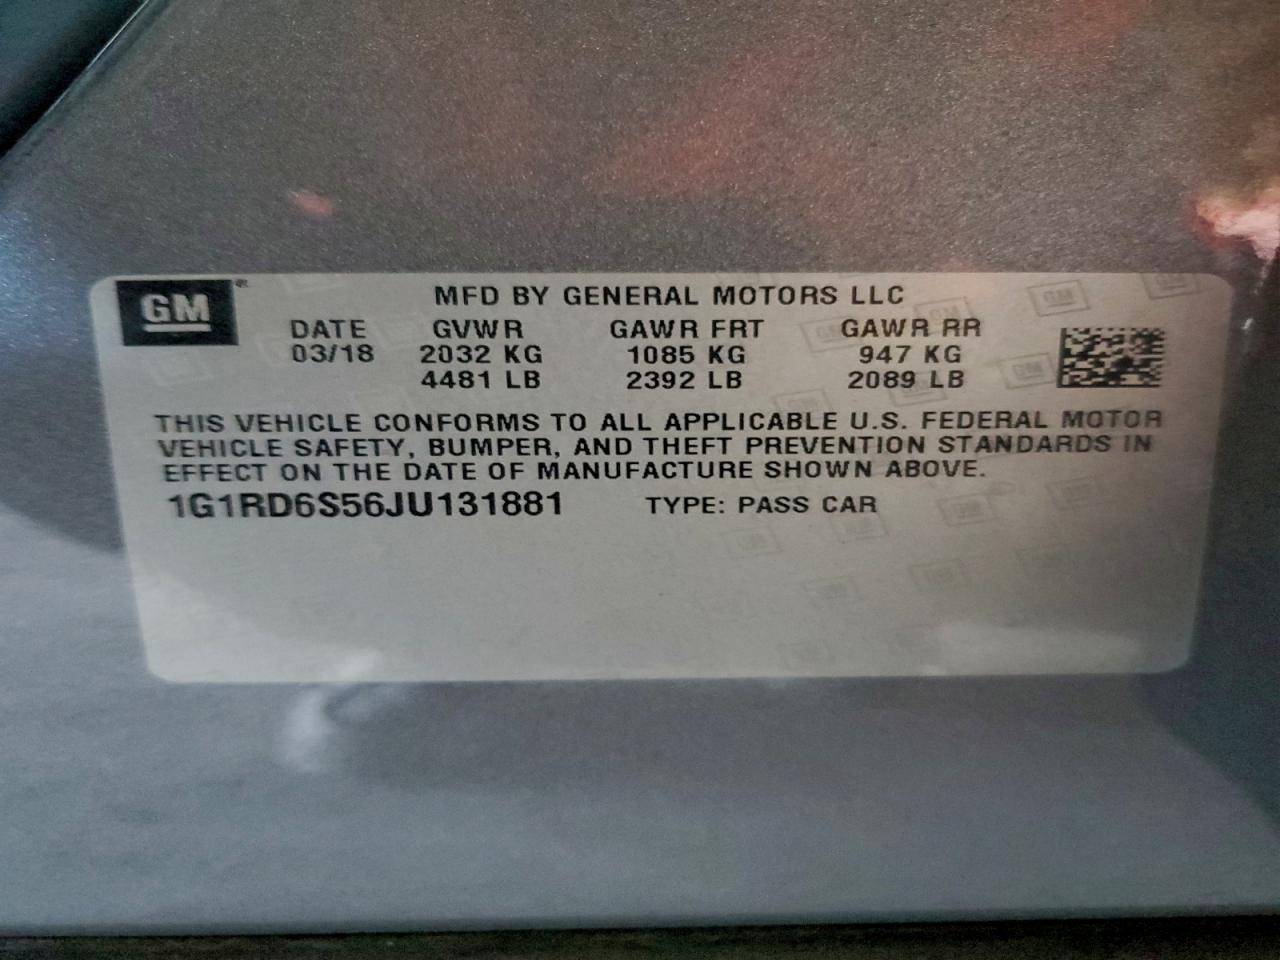 GM
MFD BY GENERAL MOTORS LLC
DATE GVWR GAWR FRT GAWR RR
03/18 2032 KG 1085 KG 947 KG
4481 LB 2392 LB 2089 LB
THIS VEHICLE CONFORMS TO ALL APPLICABLE U.S. FEDERAL MOTOR
VEHICLE SAFETY, BUMPER, AND THEFT PREVENTION STANDARDS IN
EFFECT ON THE DATE OF MANUFACTURE SHOWN ABOVE.
1G1RD6S56JU131881 TYPE: PASS CAR